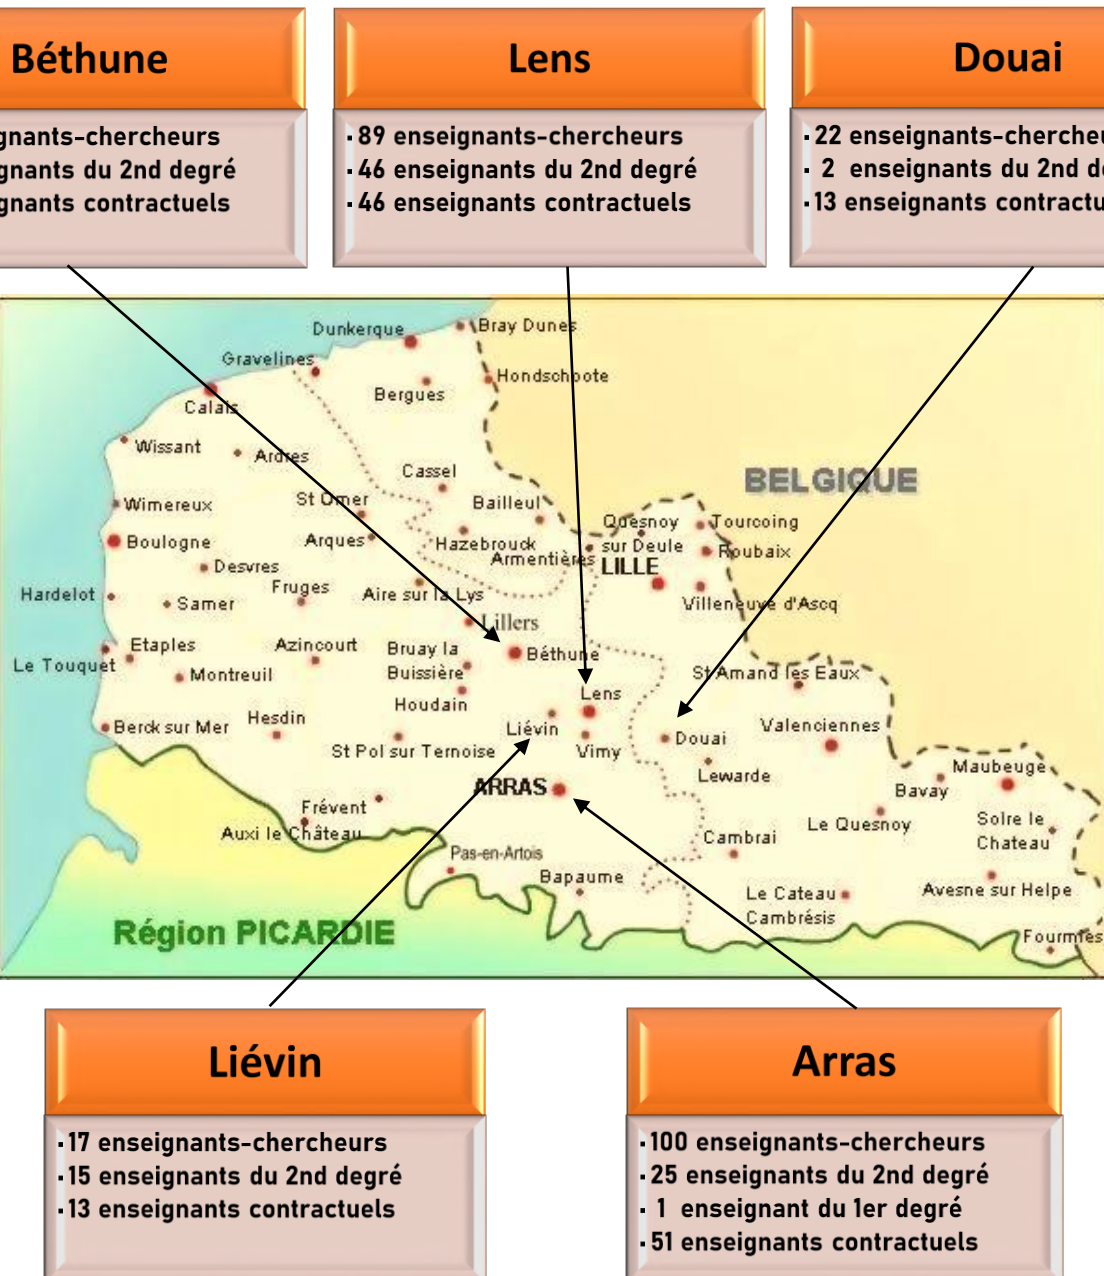 Béthune
gnants-chercheurs
gnants du 2nd degré
gnants contractuels
Lens
· 89 enseignants-chercheurs
· 46 enseignants du 2nd degré
· 46 enseignants contractuels
Douai
· 22 enseignants-cherche
· 2 enseignants du 2nd d
· 13 enseignants contractu
Dunkerque
Bray Dunes
Gravelines
Hondschoote
Bergues
Calais
Wissant
Ardres
Cassel
BELGIQUE
St Omer
Bailleul
Wimereux
Quesnoy
sur Deule
Tourcoing
Arques
Hazebrouck
Boulogne
Armentières
Roubaix
LILLE
Desvres
Fruges
Aire sur la Lys
Hardelot
Samer
Villeneuve d'Ascq
Lillers
Etaples
Azincourt
Bruay la
Buissière
Béthune
Le Touquet
Montreuil
St Amand les Eaux
Lens
Houdain
Berck sur Mer
Hesdin
Liévin
Valenciennes
St Pol sur Ternoise
Vimy
Douai
Lewarde
Maubeuge
ARRAS
Bavay
Frévent
Auxi le Château
Le Quesnoy
Solre le
Chateau
Cambrai
Pas-en-Artois
Bapaume
Le Cateau
Cambrésis
Avesne sur Helpe
Région PICARDIE
Fourmies
Liévin
· 17 enseignants-chercheurs
· 15 enseignants du 2nd degré
· 13 enseignants contractuels
Arras
· 100 enseignants-chercheurs
· 25 enseignants du 2nd degré
· 1 enseignant du 1er degré
· 51 enseignants contractuels